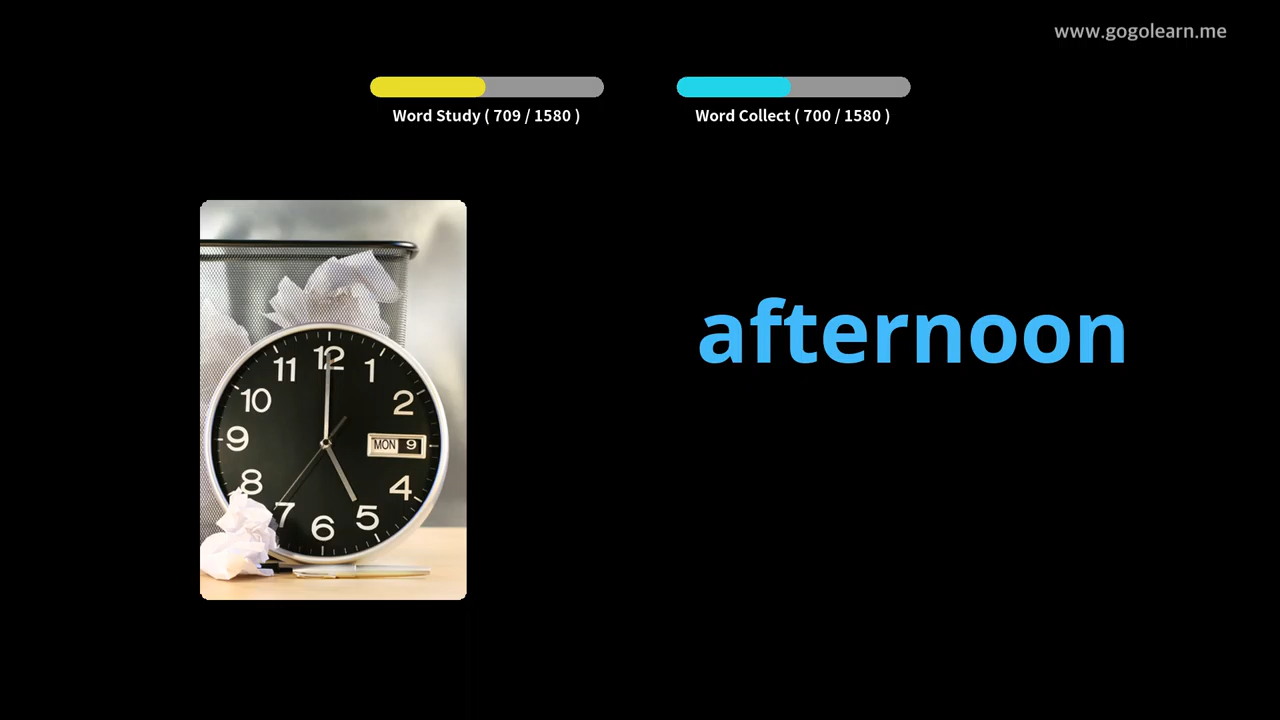 www.gogolearn.me
Word Study ( 709 / 1580 )
Word Collect ( 700 / 1580 )
afternoon
12
11
1
10
2
9
MON 9
8
4
7
5
6